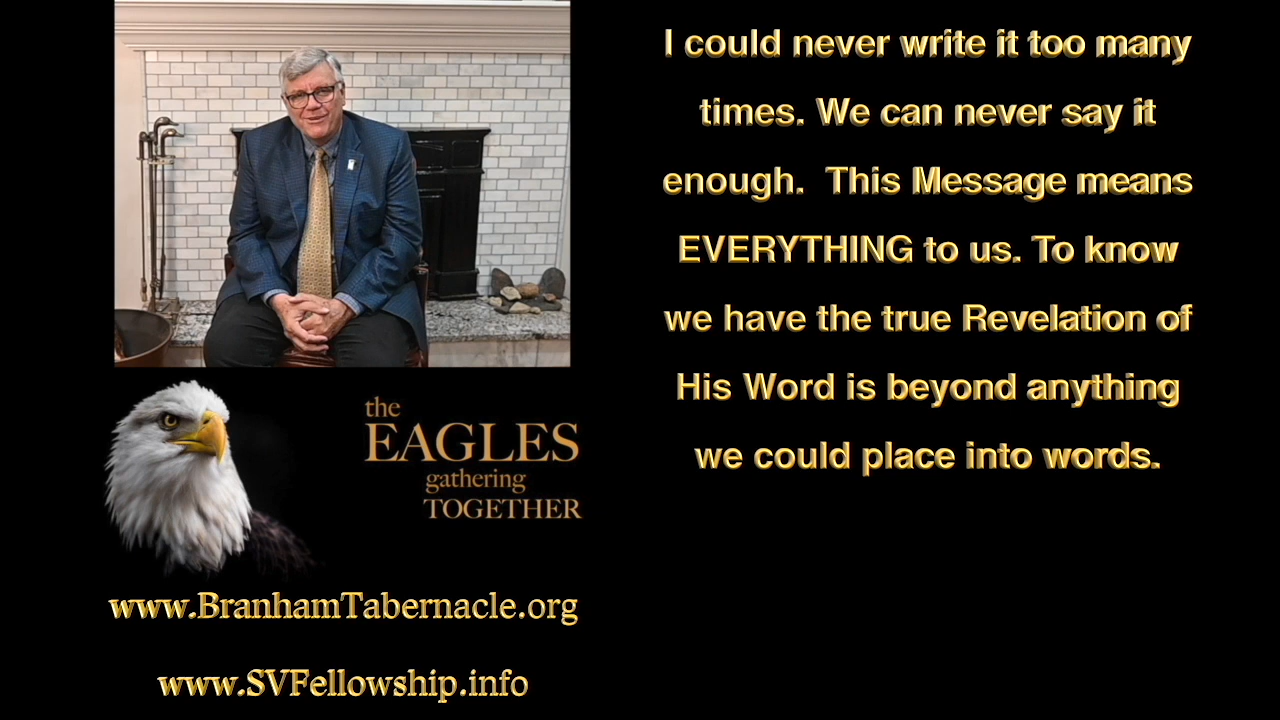 I could never write it too many
times. We can never say it
enough.  This Message means
EVERYTHING to us. To know
we have the true Revelation of
His Word is beyond anything
we could place into words.
the
EAGLES
gathering
TOGETHER
www.BranhamTabernacle.org
www.SVFellowship.info